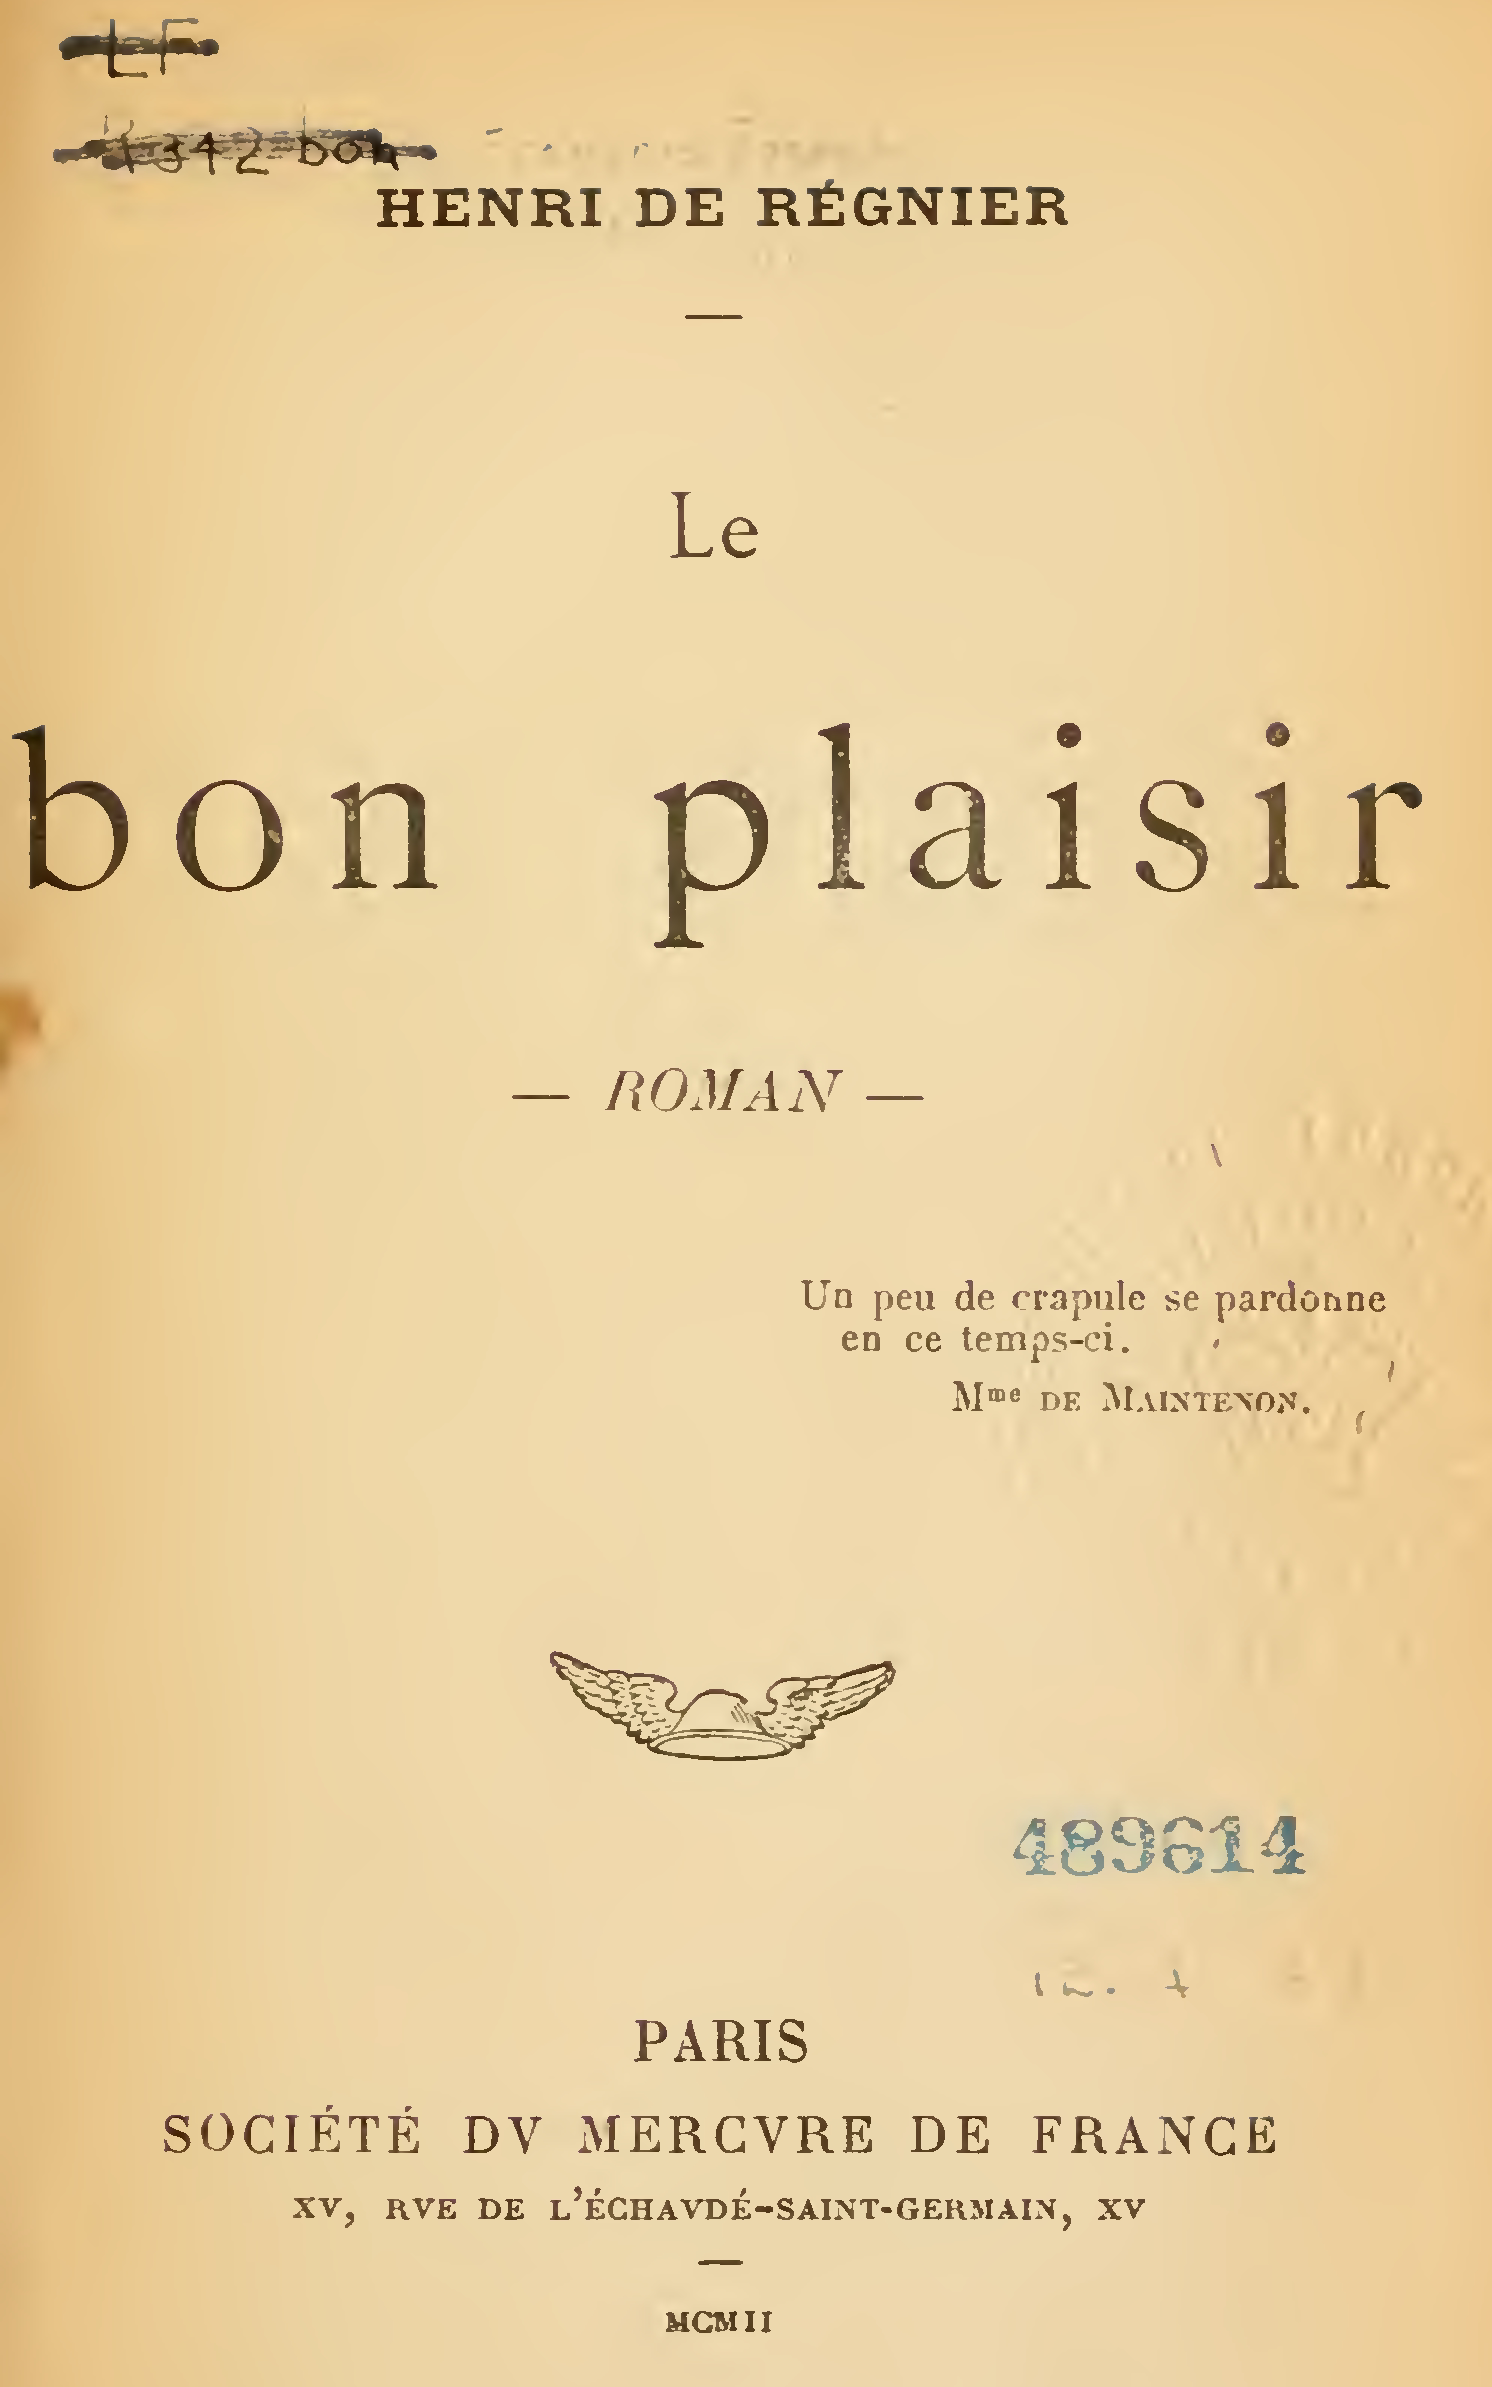 LF
HENRI DE RÉGNIER
Le
bon plaisir
— ROMAN —
Un peu de crapule se pardonne
en ce temps-ci.
Mme DE MAINTENON.
489614
PARIS
SOCIÉTÉ DV MERCVRE DE FRANCE
XV, RVE DE L'ÉCHAVDÉ-SAINT-GERMAIN, XV
MCMII